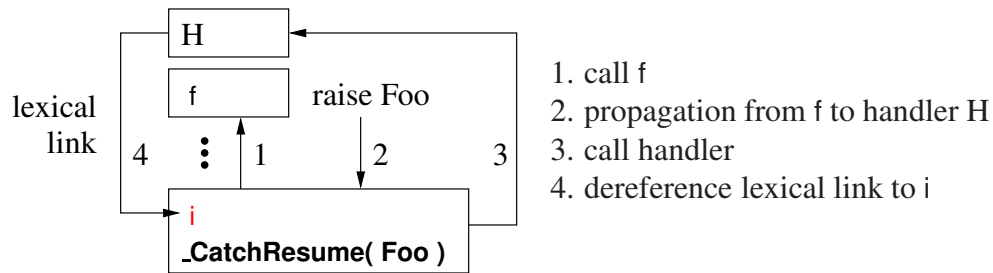 H
f
raise Foo
lexical
link
4
1
2
3
i
_CatchResume( Foo )
1. call f
2. propagation from f to handler H
3. call handler
4. dereference lexical link to i